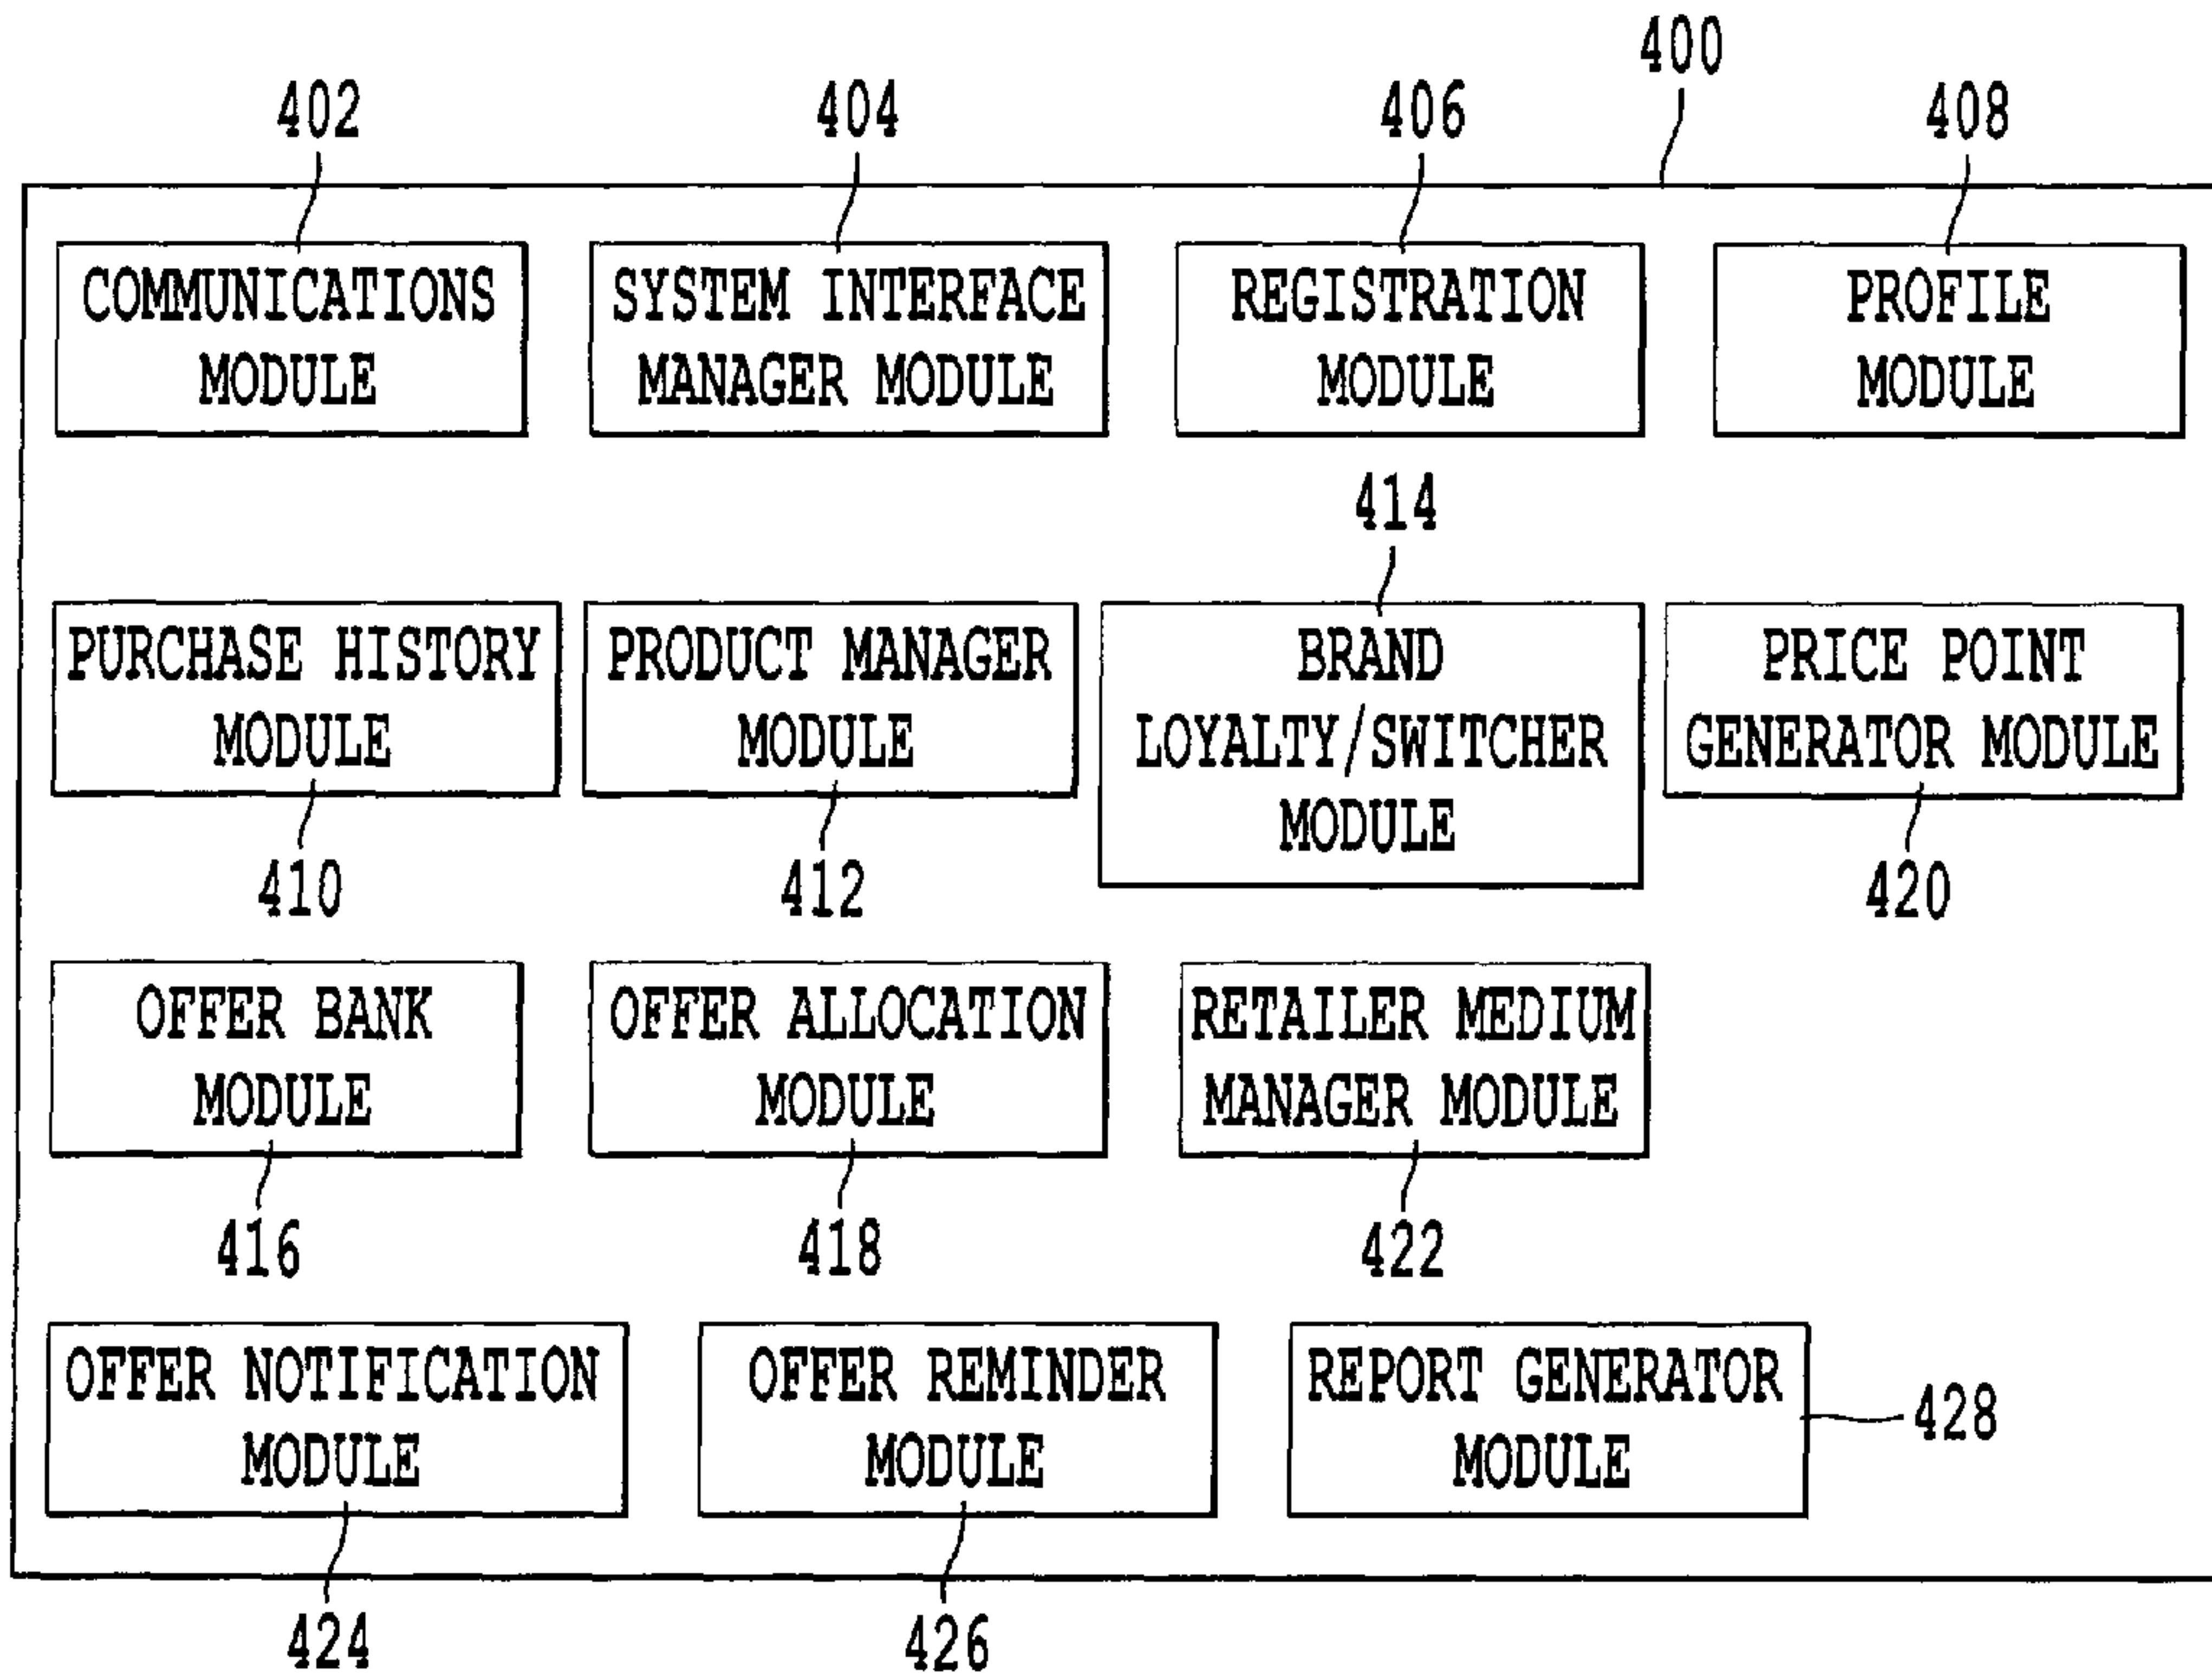 400
402
404
406
408
COMMUNICATIONS
MODULE
SYSTEM INTERFACE
MANAGER MODULE
REGISTRATION
MODULE
PROFILE
MODULE
414
PURCHASE HISTORY
MODULE
PRODUCT MANAGER
MODULE
BRAND
LOYALTY/SWITCHER
MODULE
PRICE POINT
GENERATOR MODULE
410
412
420
OFFER BANK
MODULE
OFFER ALLOCATION
MODULE
RETAILER MEDIUM
MANAGER MODULE
416
418
422
OFFER NOTIFICATION
MODULE
OFFER REMINDER
MODULE
REPORT GENERATOR
MODULE
428
424
426